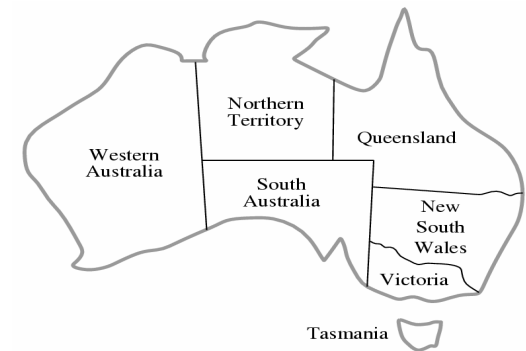 Northern
Territory
Queensland
Western
Australia
South
Australia
New
South
Wales
Victoria
Tasmania